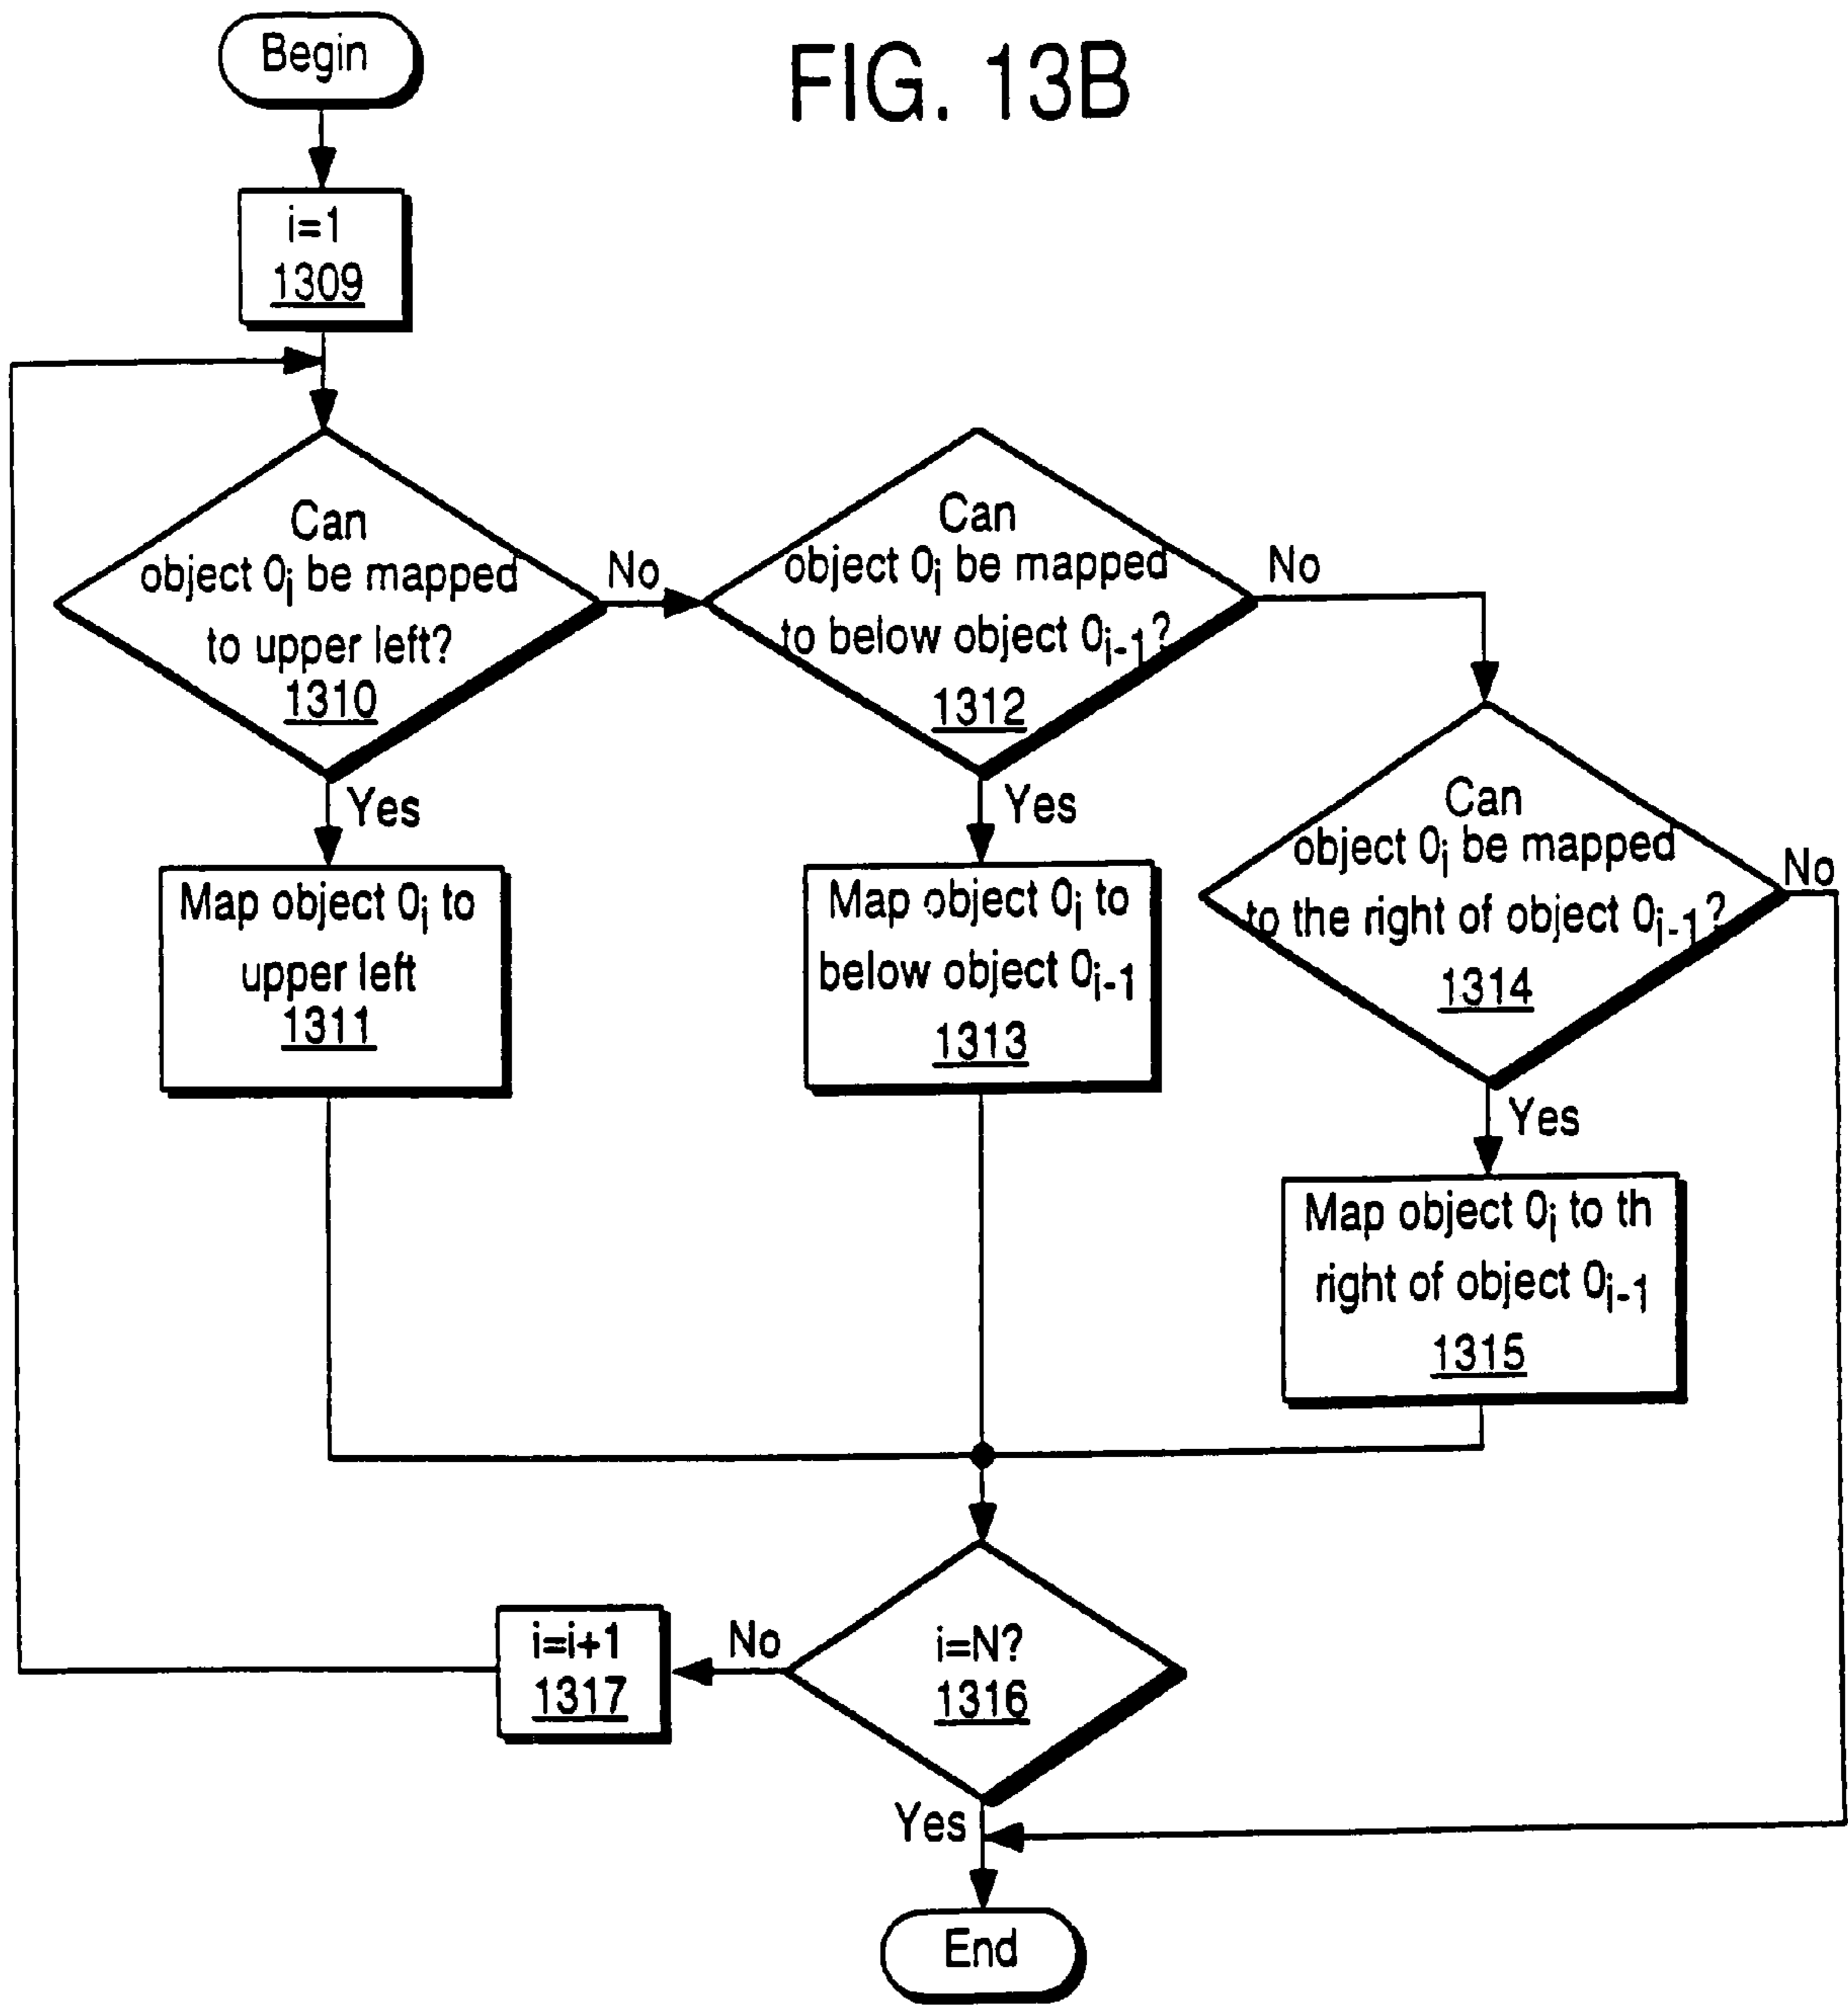 FIG. 13B
Begin
i=1
1309
Can
object 0i be mapped
to upper left?
1310
No
Yes
Can
object 0i be mapped
to below object 0i-1?
1312
No
Yes
Can
object 0i be mapped
to the right of object 0i-1?
1314
No
Yes
Map object 0i to
upper left
1311
Map object 0i to
below object 0i-1
1313
Map object 0i to th
right of object 0i-1
1315
i=N?
1316
No
Yes
i=i+1
1317
End